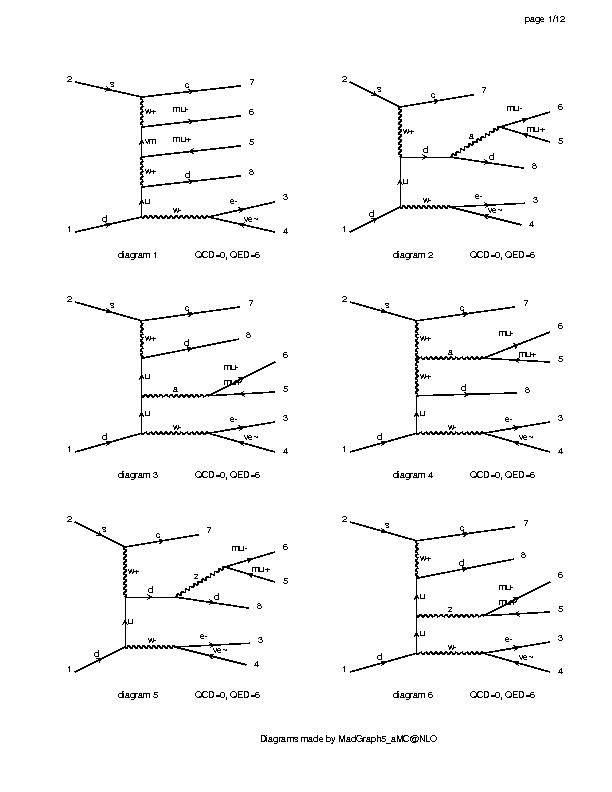 page 1/12
2 s c 7
w+ mu- 6
vm mu+ 5
w+ d 8
u e- 3
d w- ve~
1 4
diagram 1 QCD=0, QED=6
2 s c 7
mu- 6
w+ a mu+
d 5
d 8
u
e- 3
d w- ve~
1 4
diagram 2 QCD=0, QED=6
2 s c 7
w+ d 8
mu- 6
u mu+
a 5
u
e- 3
d w- ve~
1 4
diagram 3 QCD=0, QED=6
2 s c 7
w+ mu- 6
a mu+ 5
w+
d 8
u
e- 3
d w- ve~
1 4
diagram 4 QCD=0, QED=6
2 s c 7
mu- 6
w+ z mu+
d 5
d 8
u
e- 3
d w- ve~
1 4
diagram 5 QCD=0, QED=6
2 s c 7
w+ d 8
mu- 6
u mu+
z 5
u
e- 3
d w- ve~
1 4
diagram 6 QCD=0, QED=6
Diagrams made by MadGraph5_aMC@NLO